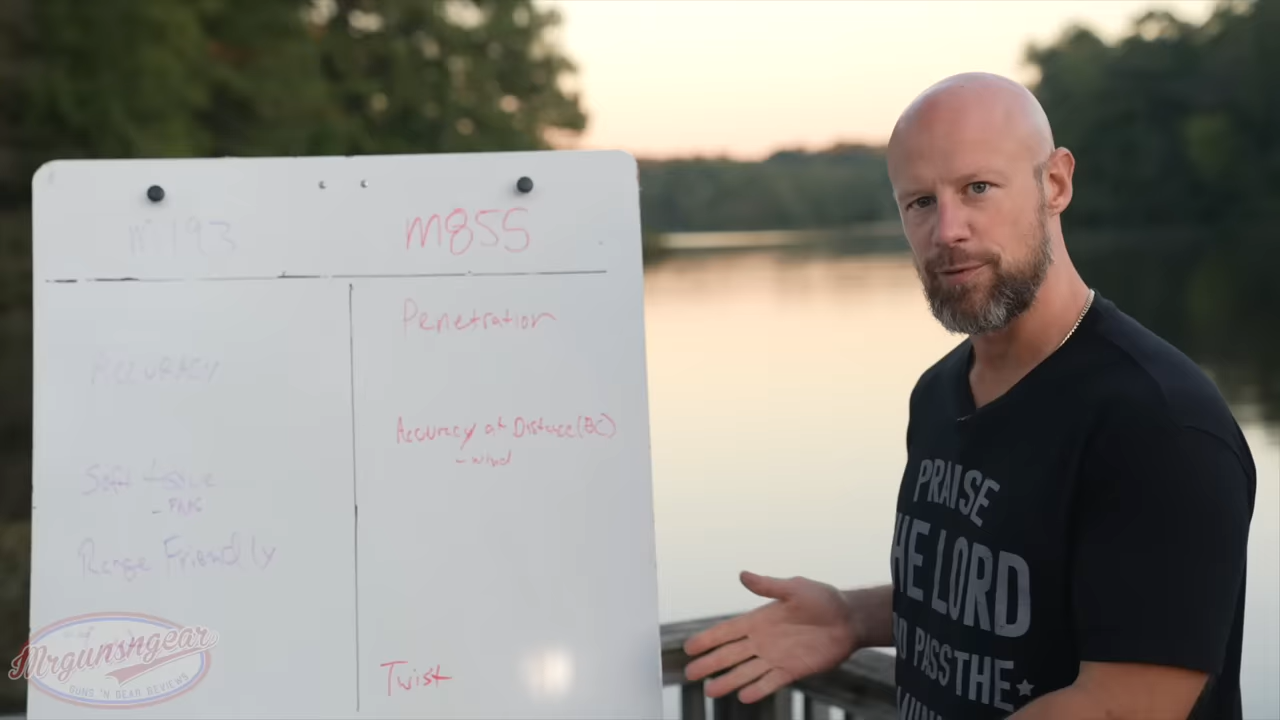 M193
M855
Penetration
ACCURACY
Accuracy at Distance (BC)
- wind
Soft tissue
- FMG
Range Friendly
Twist
PRAISE
THE LORD
PASS THE
Mrgunsngear
GUNS 'N GEAR REVIEWS